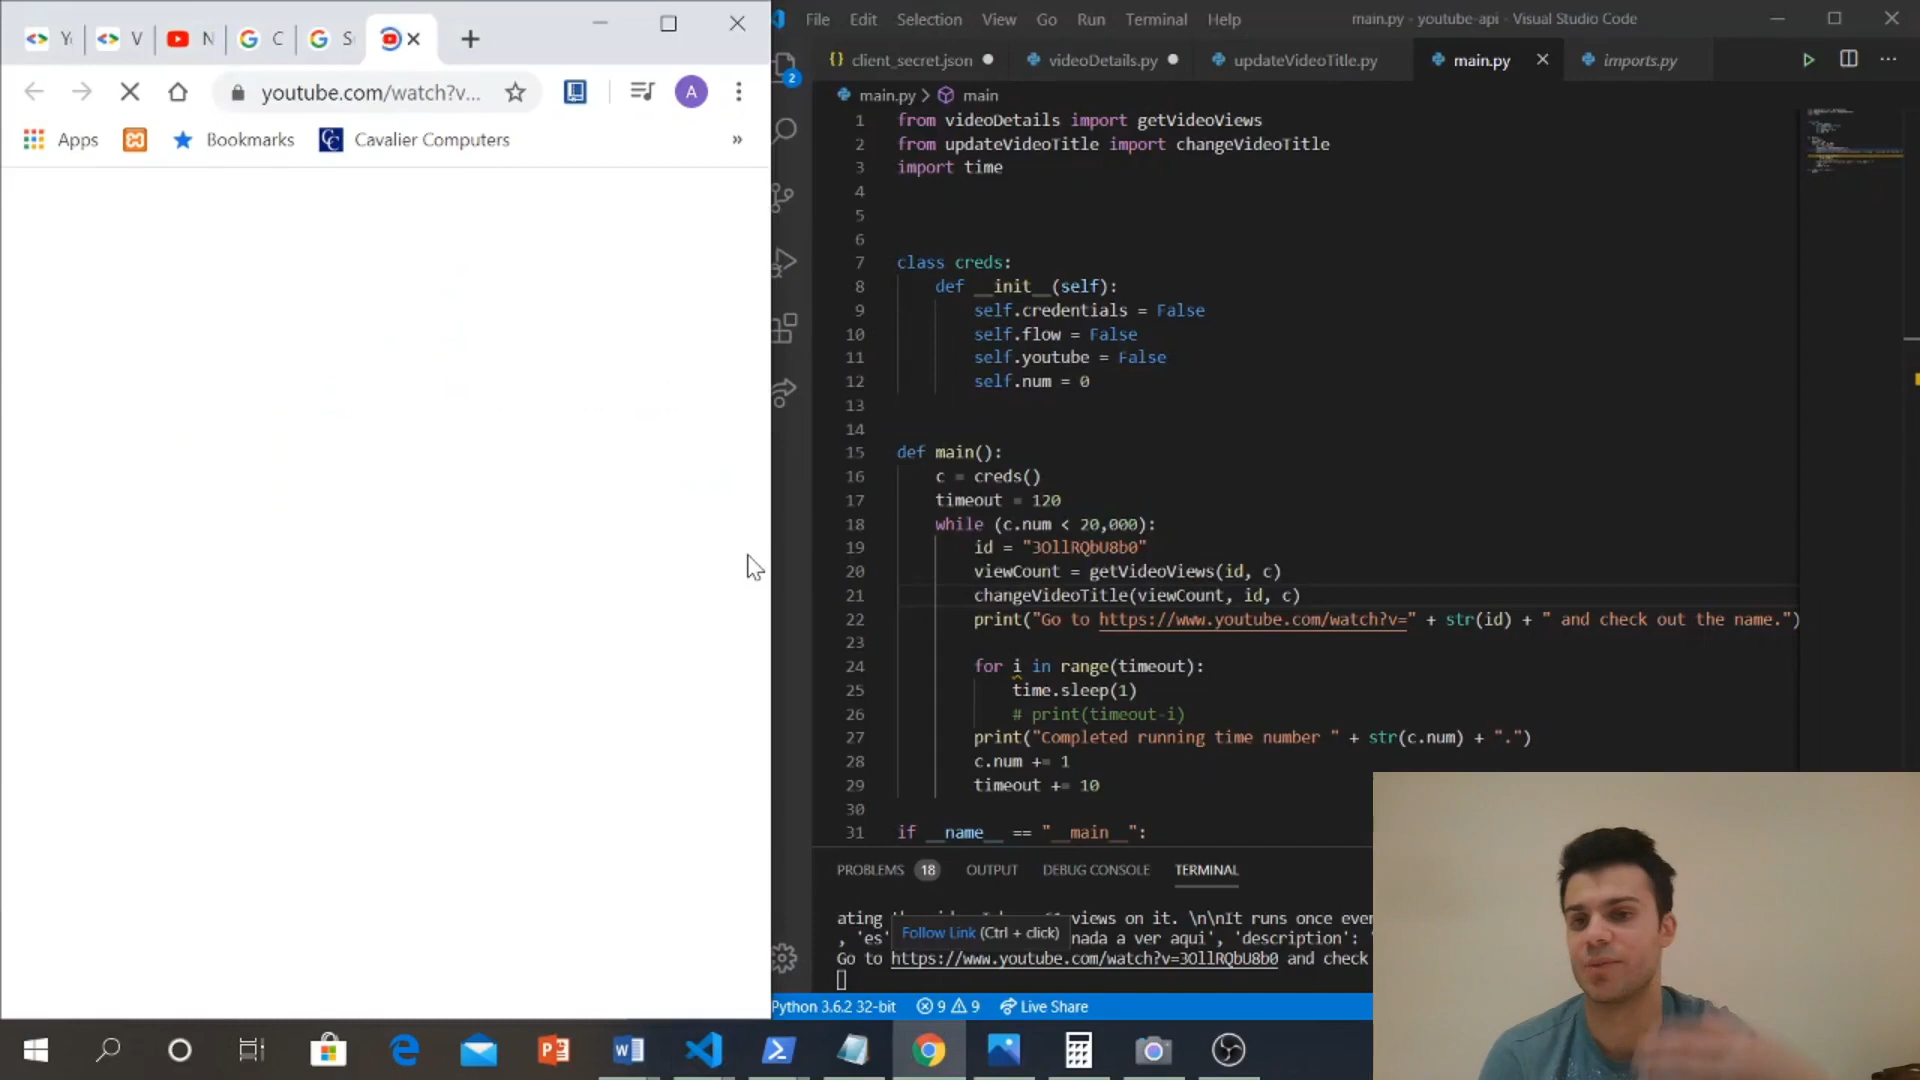 Y
V
N
C
S
youtube.com/watch?v...
A
Apps
Bookmarks
Cavalier Computers
»
File Edit Selection View Go Run Terminal Help
main.py - youtube-api - Visual Studio Code
client_secret.json
videoDetails.py
updateVideoTitle.py
main.py
imports.py
2
main.py > main
1 from videoDetails import getVideoViews
2 from updateVideoTitle import changeVideoTitle
3 import time
4
5
6
7 class creds:
8 def __init__(self):
9 self.credentials = False
10 self.flow = False
11 self.youtube = False
12 self.num = 0
13
14
15 def main():
16 c = creds()
17 timeout = 120
18 while (c.num < 20,000):
19 id = "3OllRQbU8b0"
20 viewCount = getVideoViews(id, c)
21 changeVideoTitle(viewCount, id, c)
22 print("Go to https://www.youtube.com/watch?v=" + str(id) + " and check out the name.")
23
24 for i in range(timeout):
25 time.sleep(1)
26 # print(timeout-i)
27 print("Completed running time number " + str(c.num) + ".")
28 c.num += 1
29 timeout += 10
30
31 if __name__ == "__main__":
PROBLEMS 18 OUTPUT DEBUG CONSOLE TERMINAL
ating views on it. \n\nIt runs once ever
, 'es' nada a ver aqui', 'description':
Follow Link (Ctrl + click)
Go to https://www.youtube.com/watch?v=3OllRQbU8b0 and check
Python 3.6.2 32-bit 9 9 Live Share